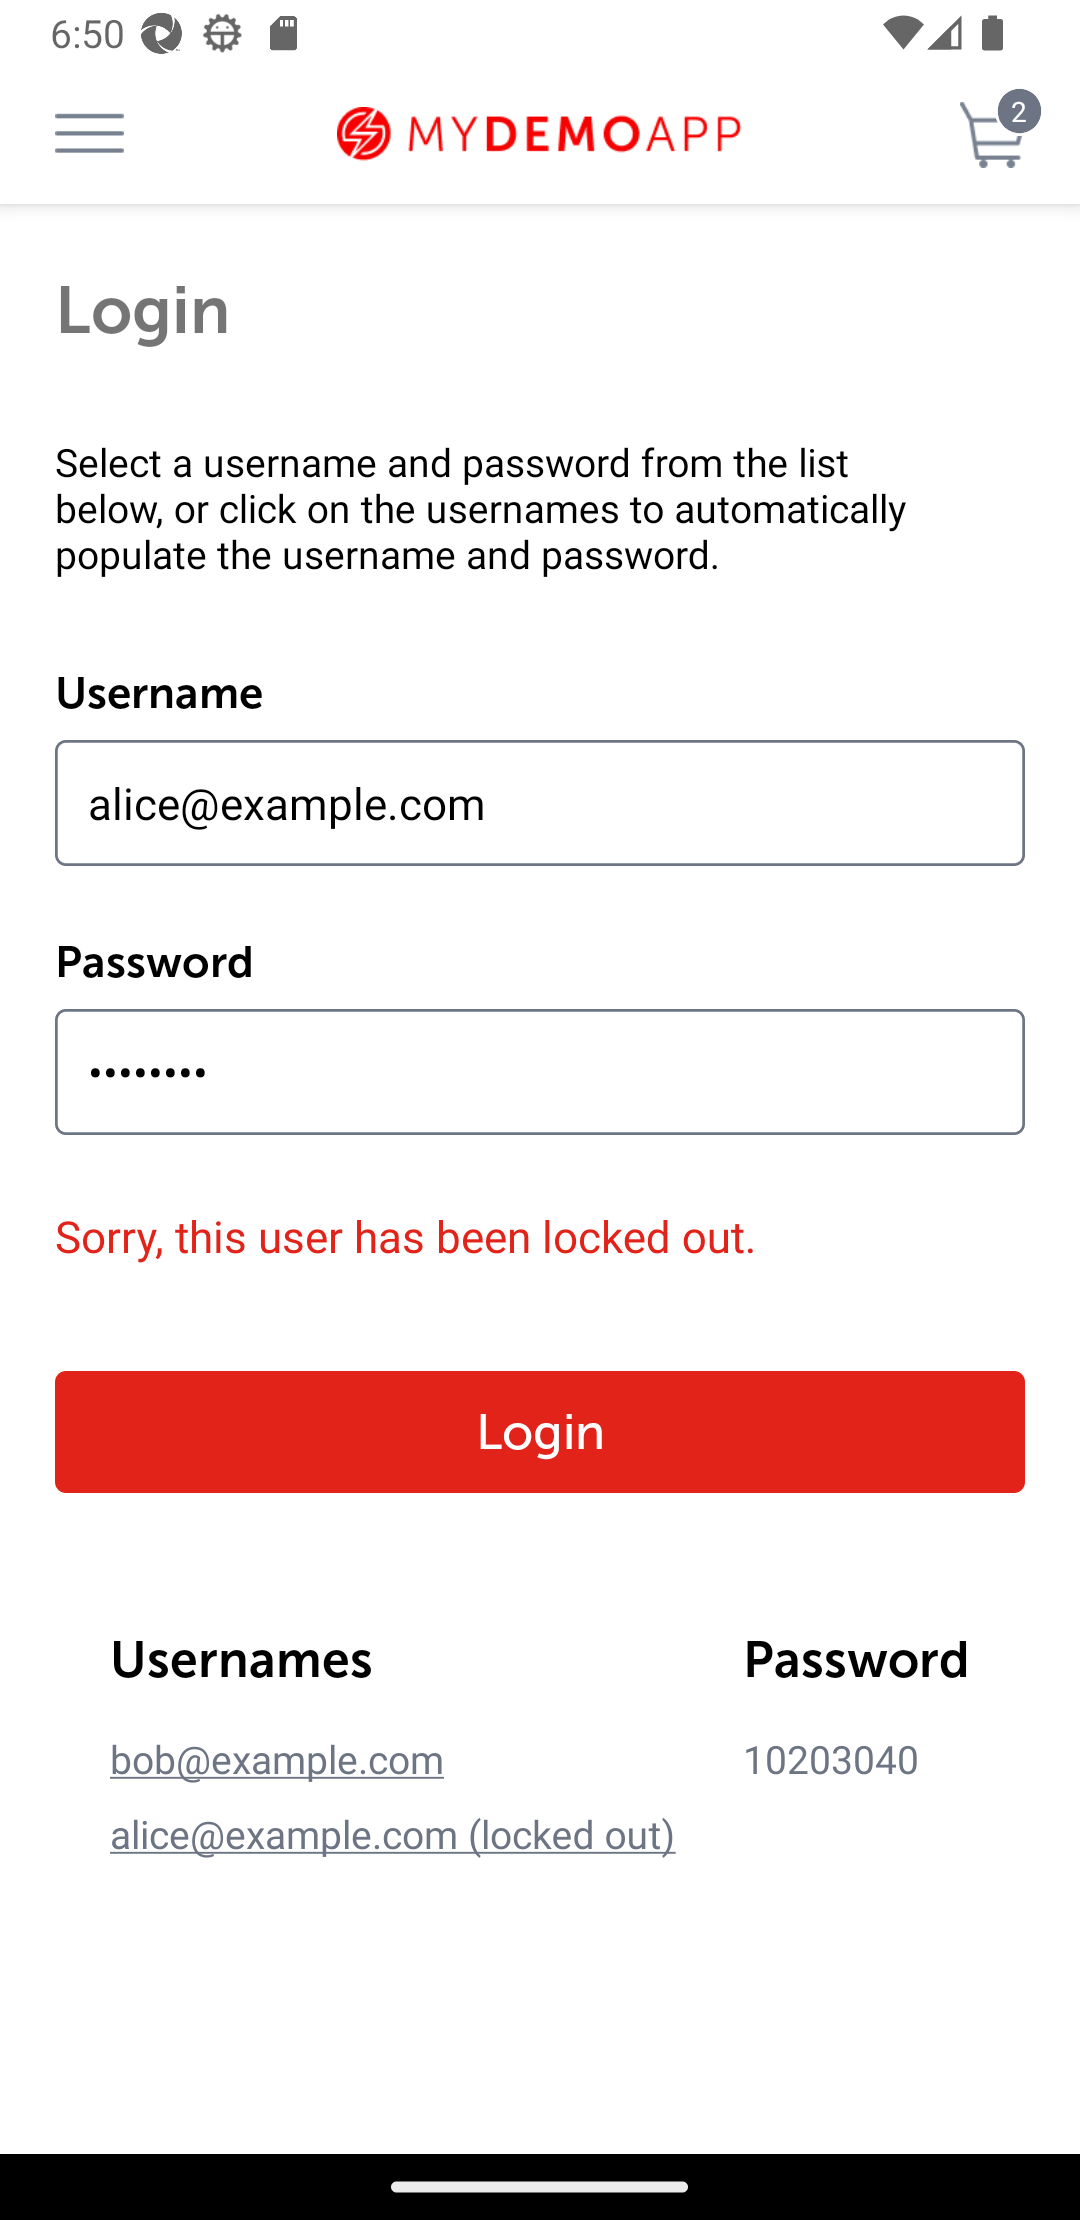 6:50
MYDEMOAPP
2
Login
Select a username and password from the list
below, or click on the usernames to automatically
populate the username and password.
Username
alice@example.com
Password
••••••••
Sorry, this user has been locked out.
Login
Usernames Password
bob@example.com 10203040
alice@example.com (locked out)